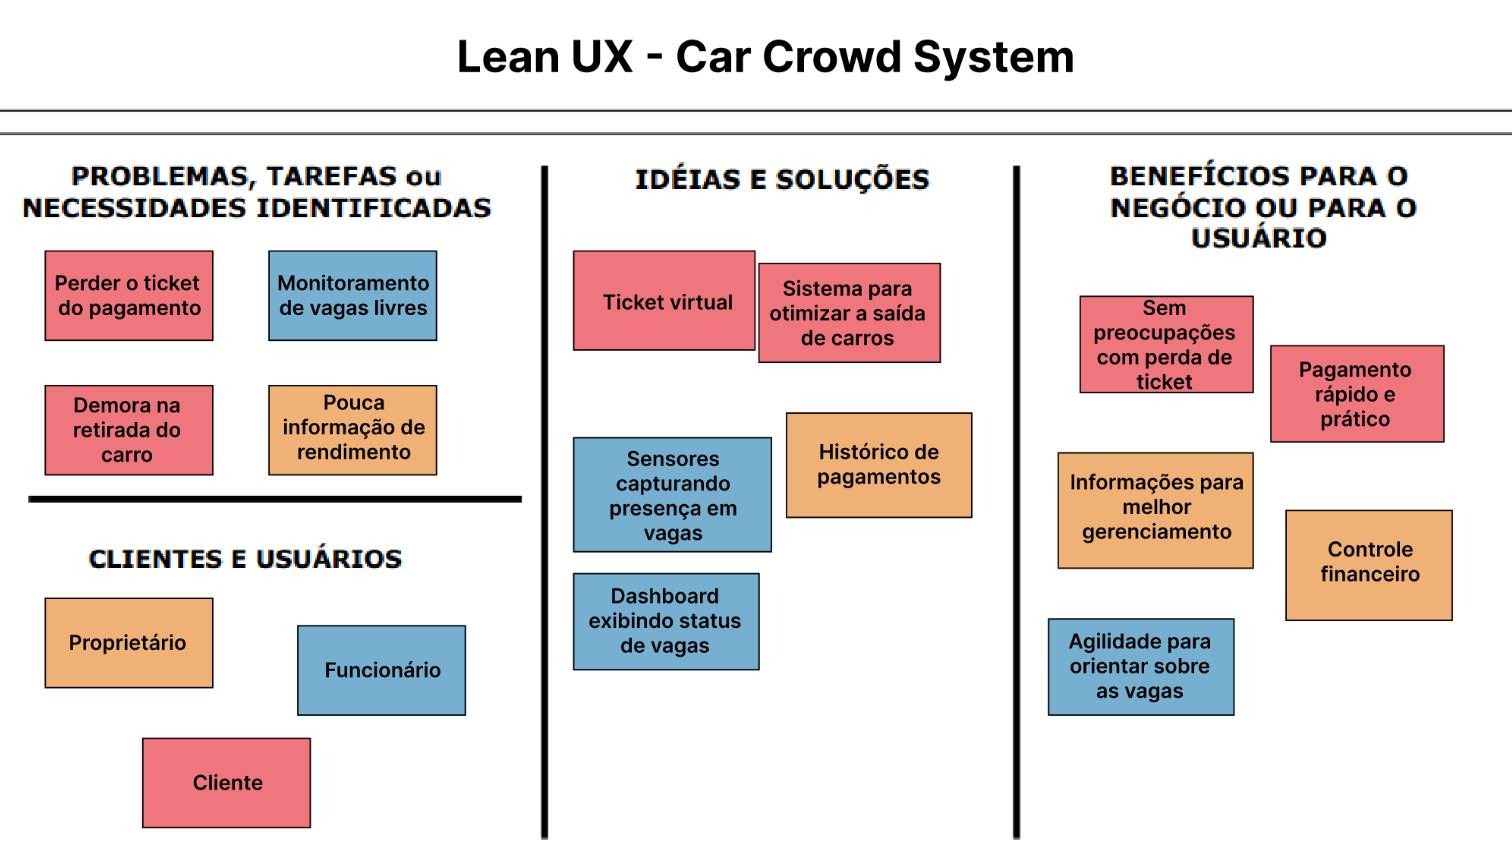 Lean UX - Car Crowd System
PROBLEMAS, TAREFAS ou
NECESSIDADES IDENTIFICADAS
Perder o ticket
do pagamento
Monitoramento
de vagas livres
Demora na
retirada do
carro
Pouca
informação de
rendimento
CLIENTES E USUÁRIOS
Proprietário
Funcionário
Cliente
IDÉIAS E SOLUÇÕES
Ticket virtual
Sistema para
otimizar a saída
de carros
Histórico de
pagamentos
Sensores
capturando
presença em
vagas
Dashboard
exibindo status
de vagas
BENEFÍCIOS PARA O
NEGÓCIO OU PARA O
USUÁRIO
Sem
preocupações
com perda de
ticket
Pagamento
rápido e
prático
Informações para
melhor
gerenciamento
Controle
financeiro
Agilidade para
orientar sobre
as vagas